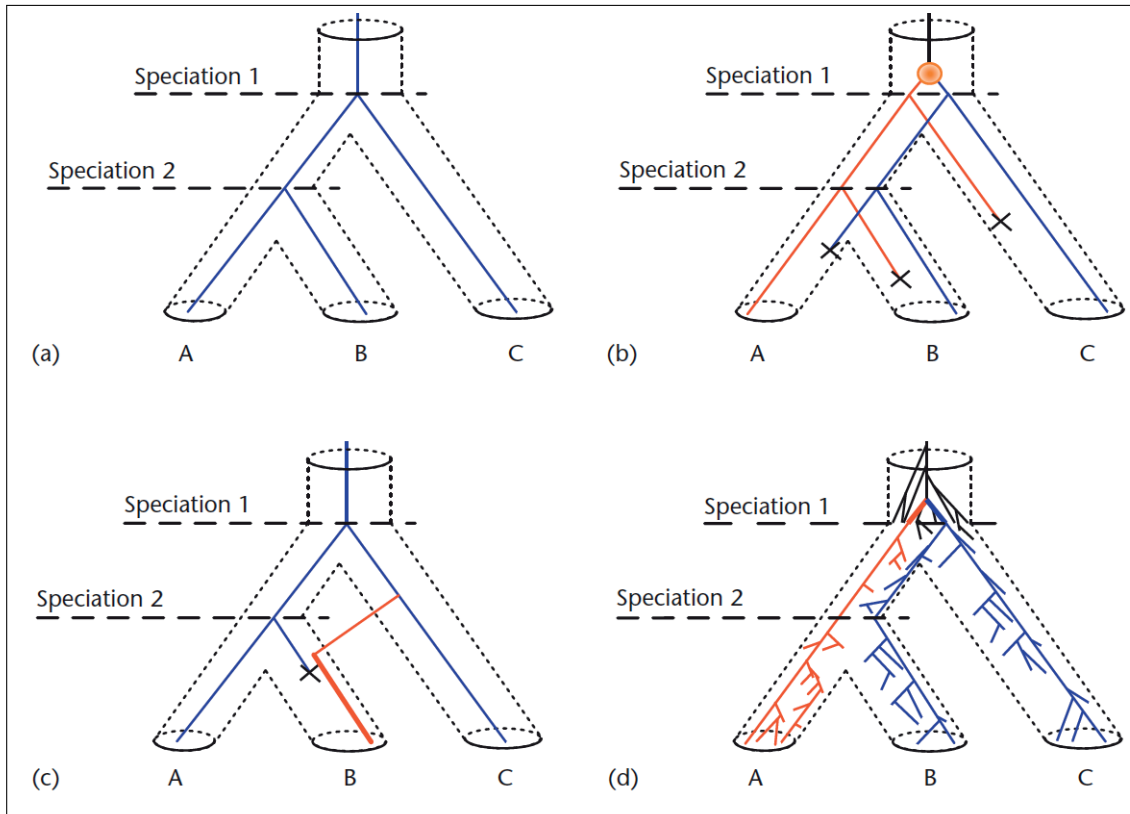 Speciation 1
Speciation 2
(a) A B C
Speciation 1
Speciation 2
(b) A B C
Speciation 1
Speciation 2
(c) A B C
Speciation 1
Speciation 2
(d) A B C